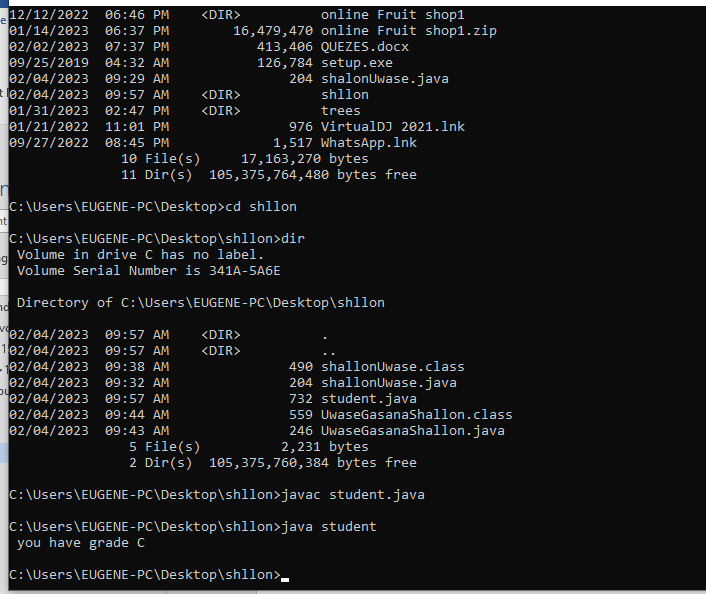 12/12/2022  06:46 PM    <DIR>          online Fruit shop1
01/14/2023  06:37 PM        16,479,470 online Fruit shop1.zip
02/02/2023  07:37 PM           413,406 QUEZES.docx
09/25/2019  04:32 AM           126,784 setup.exe
02/04/2023  09:29 AM               204 shalonUwase.java
02/04/2023  09:57 AM    <DIR>          shllon
01/31/2023  02:47 PM    <DIR>          trees
01/21/2022  11:01 PM               976 VirtualDJ 2021.lnk
09/27/2022  08:45 PM             1,517 WhatsApp.lnk
              10 File(s)     17,163,270 bytes
              11 Dir(s)  105,375,764,480 bytes free
C:\Users\EUGENE-PC\Desktop>cd shllon
C:\Users\EUGENE-PC\Desktop\shllon>dir
 Volume in drive C has no label.
 Volume Serial Number is 341A-5A6E
 Directory of C:\Users\EUGENE-PC\Desktop\shllon
02/04/2023  09:57 AM    <DIR>          .
02/04/2023  09:57 AM    <DIR>          ..
02/04/2023  09:38 AM               490 shallonUwase.class
02/04/2023  09:32 AM               204 shallonUwase.java
02/04/2023  09:57 AM               732 student.java
02/04/2023  09:44 AM               559 UwaseGasanaShallon.class
02/04/2023  09:43 AM               246 UwaseGasanaShallon.java
               5 File(s)          2,231 bytes
               2 Dir(s)  105,375,760,384 bytes free
C:\Users\EUGENE-PC\Desktop\shllon>javac student.java
C:\Users\EUGENE-PC\Desktop\shllon>java student
 you have grade C
C:\Users\EUGENE-PC\Desktop\shllon>